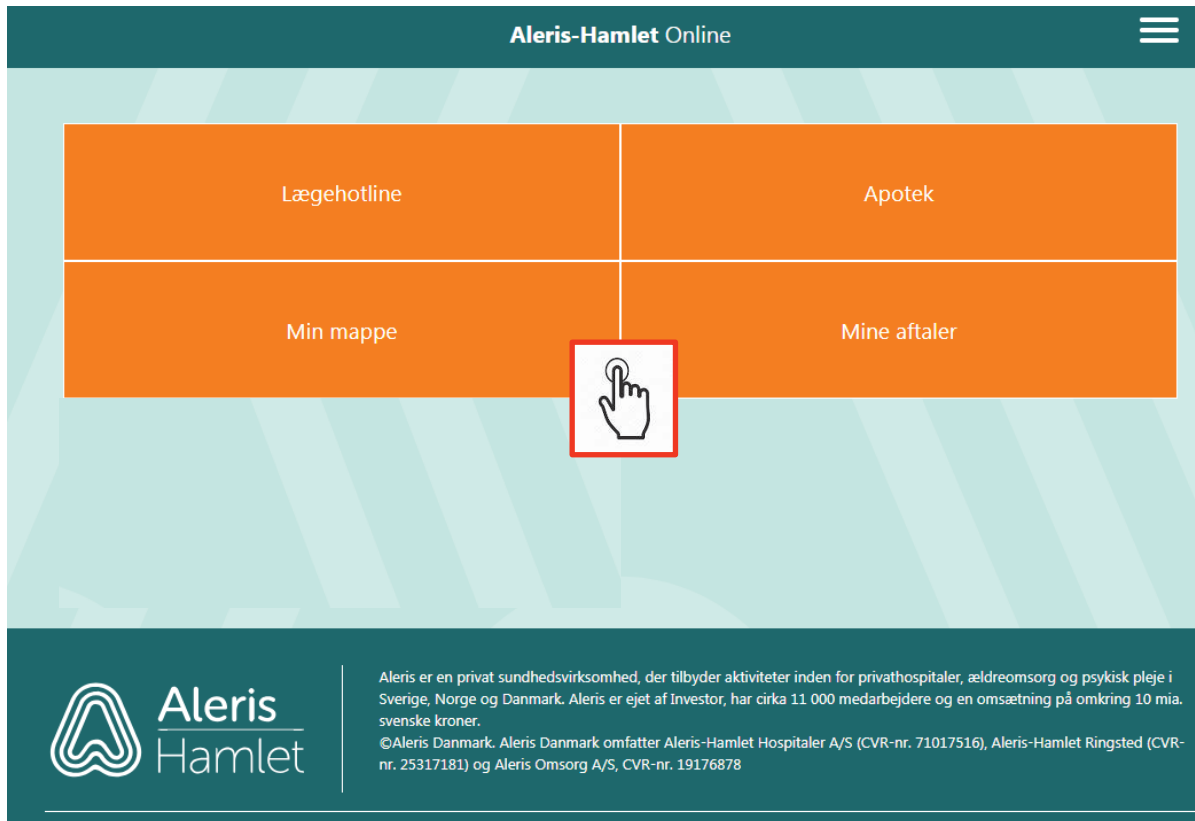 Aleris-Hamlet Online
Lægehotline
Apotek
Min mappe
Mine aftaler
Aleris
Hamlet
Aleris er en privat sundhedsvirksomhed, der tilbyder aktiviteter inden for privathospitaler, ældreomsorg og psykisk pleje i
Sverige, Norge og Danmark. Aleris er ejet af Investor, har cirka 11 000 medarbejdere og en omsætning på omkring 10 mia.
svenske kroner.
©Aleris Danmark. Aleris Danmark omfatter Aleris-Hamlet Hospitaler A/S (CVR-nr. 71017516), Aleris-Hamlet Ringsted (CVR-
nr. 25317181) og Aleris Omsorg A/S, CVR-nr. 19176878